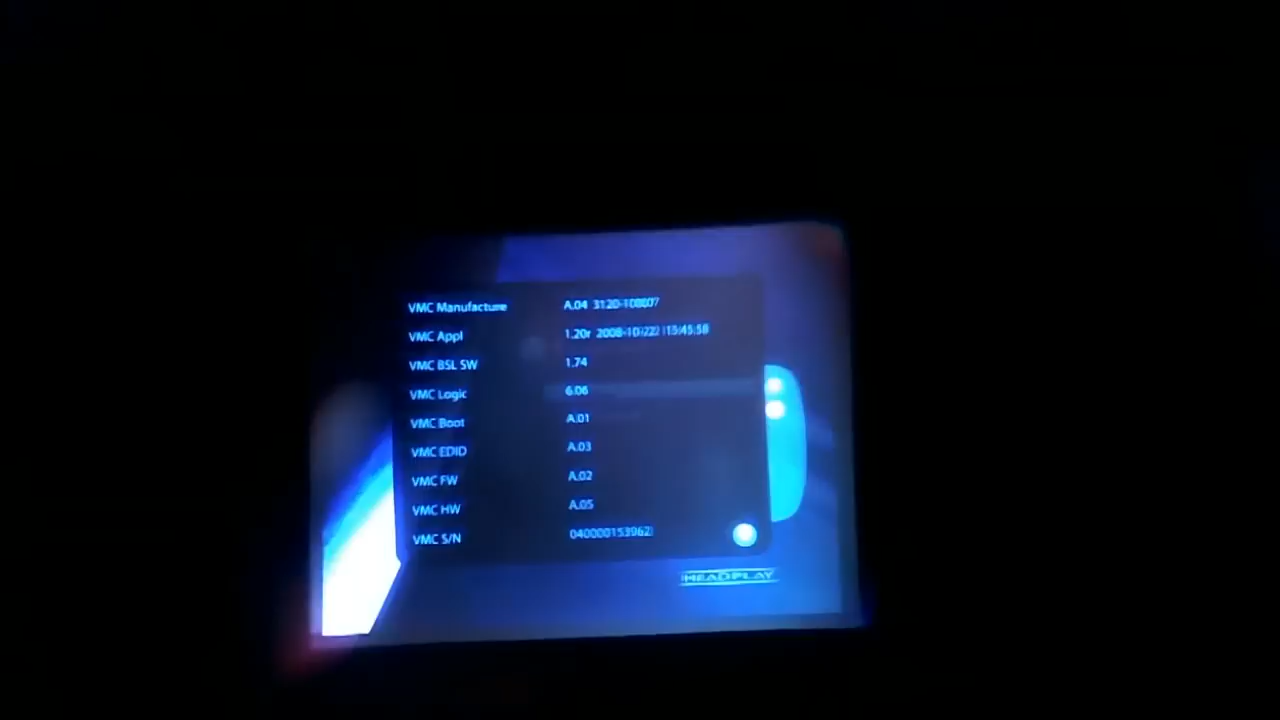 VMC Manufacture A.04 3120-108807
VMC Appl 1.20r 2008-10-22 15:45:58
VMC BSL SW 1.74
VMC Logic 6.06
VMC Boot A.01
VMC EDID A.03
VMC FW A.02
VMC HW A.05
VMC S/N 040000153962
HEADPLAY